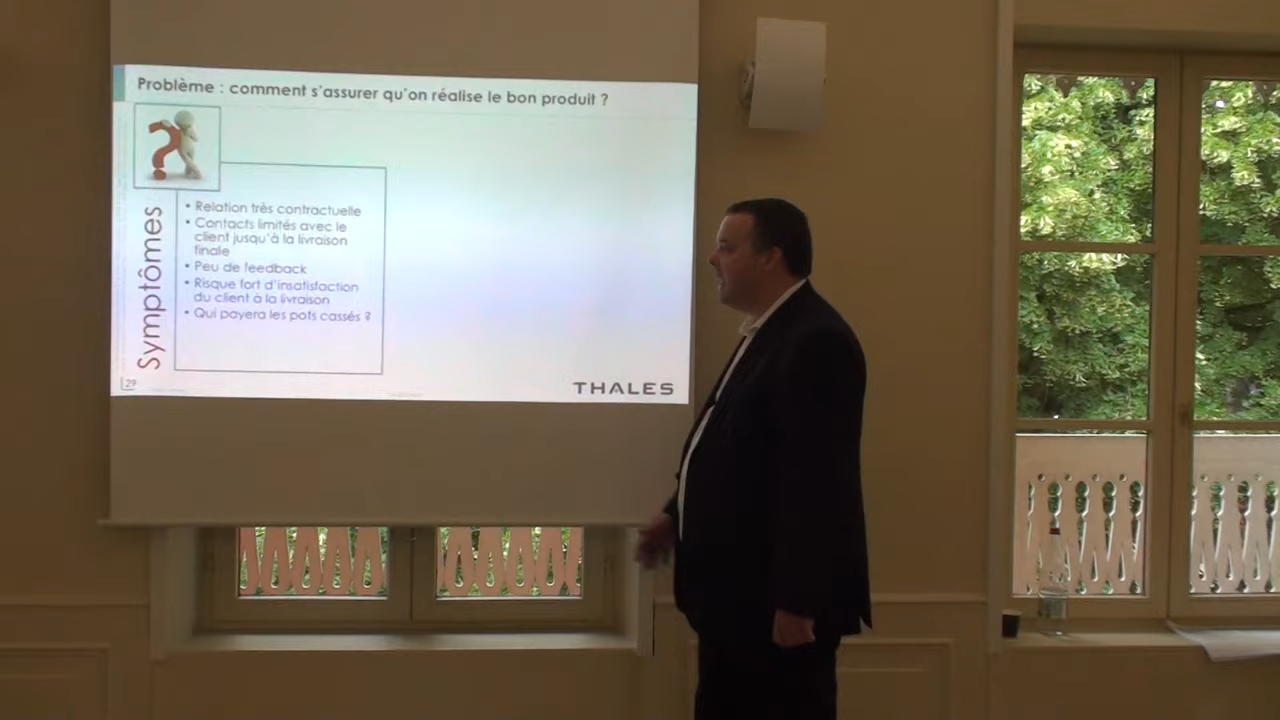 Problème : comment s'assurer qu'on réalise le bon produit ?
Symptômes
• Relation très contractuelle
• Contacts limités avec le
client jusqu'à la livraison
finale
• Peu de feedback
• Risque fort d'insatisfaction
du client à la livraison
• Qui payera les pots cassés ?
29
THALES